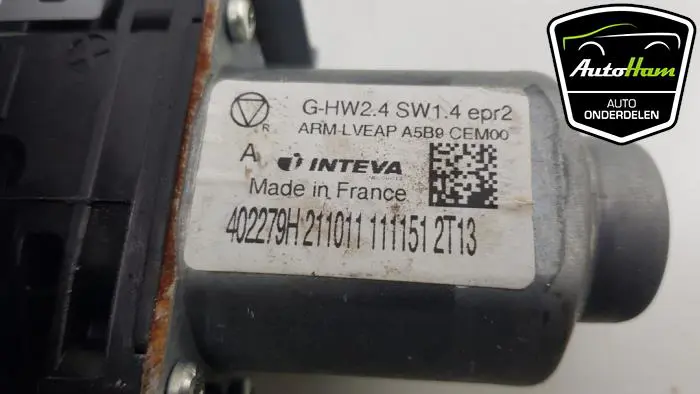 G-HW2.4 SW1.4 epr2
R
ARM-LVEAP A5B9 CEM00
A INTEVA
Made in France
402279H 211011 111151 2T13
AutoHam
AUTO
ONDERDELEN